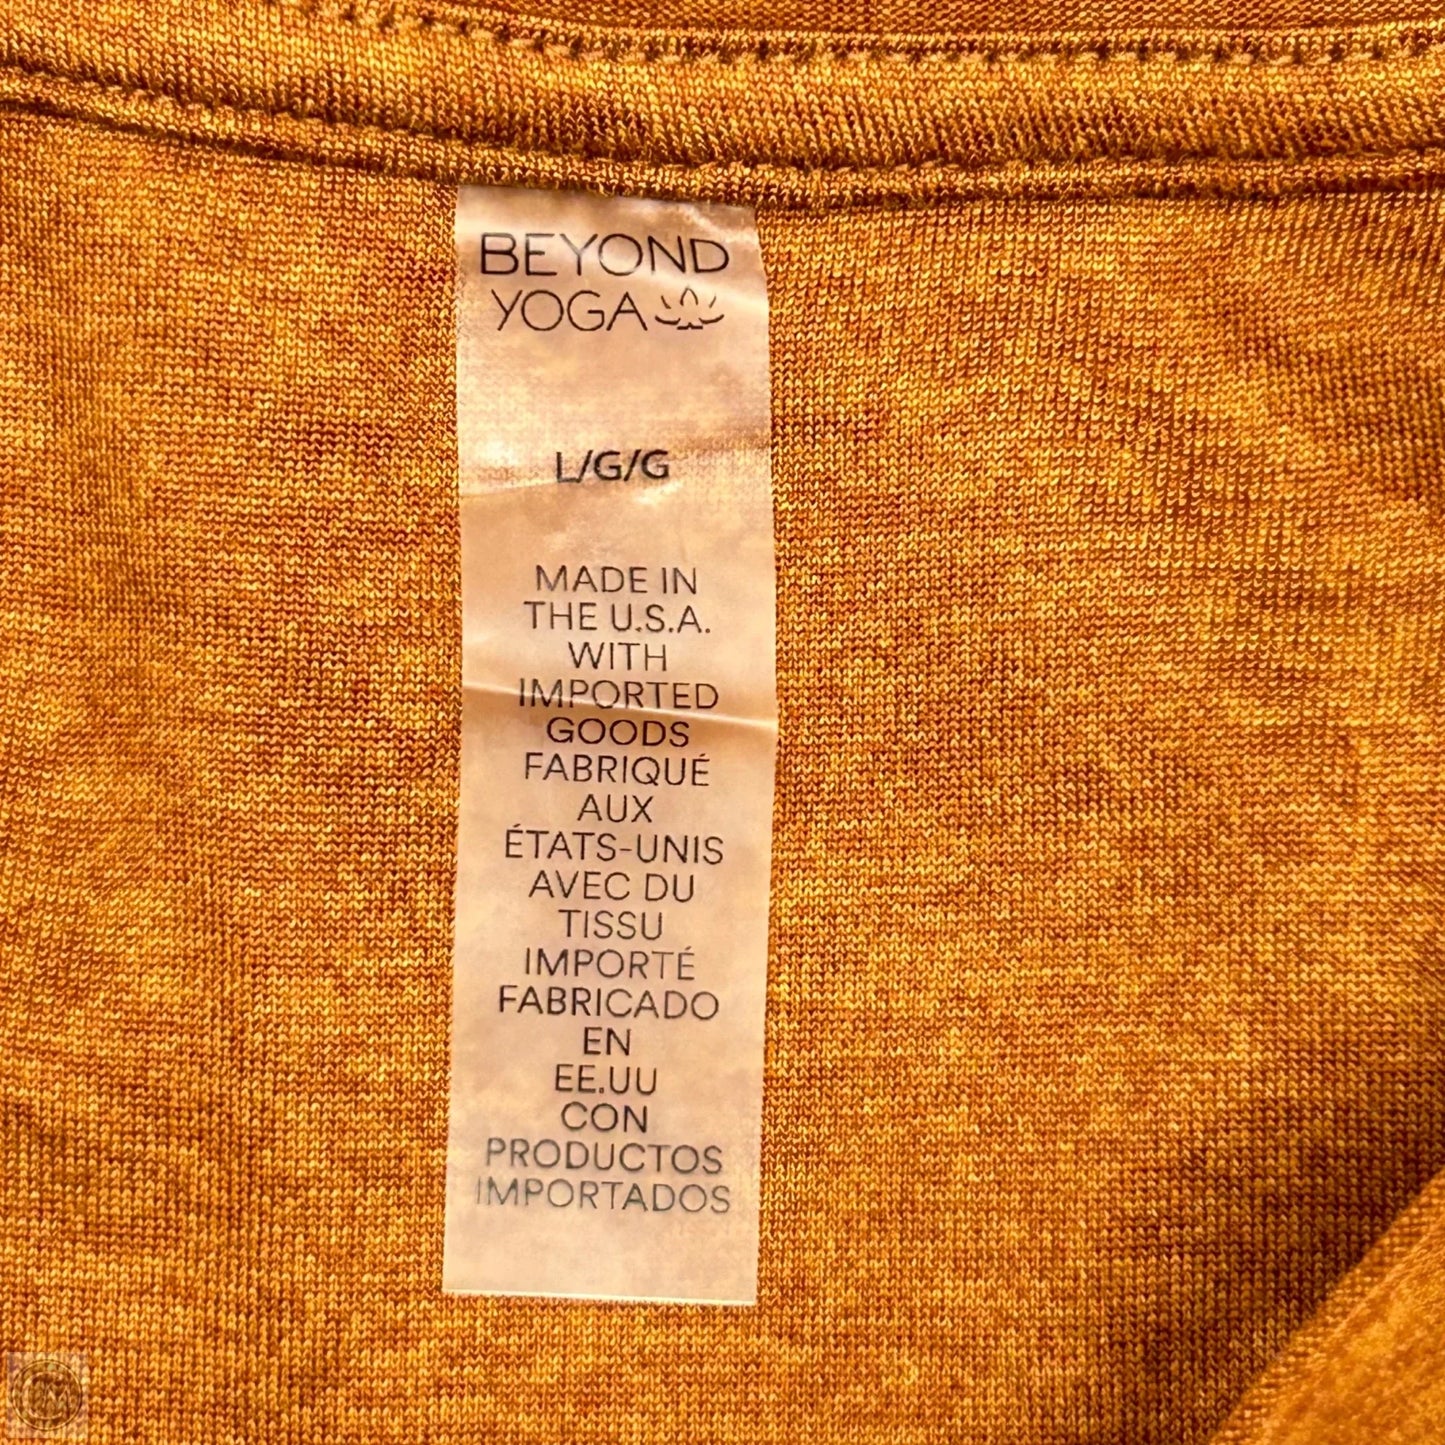 BEYOND
YOGA
L/G/G
MADE IN
THE U.S.A.
WITH
IMPORTED
GOODS
FABRIQUÉ
AUX
ÉTATS-UNIS
AVEC DU
TISSU
IMPORTÉ
FABRICADO
EN
EE.UU
CON
PRODUCTOS
IMPORTADOS